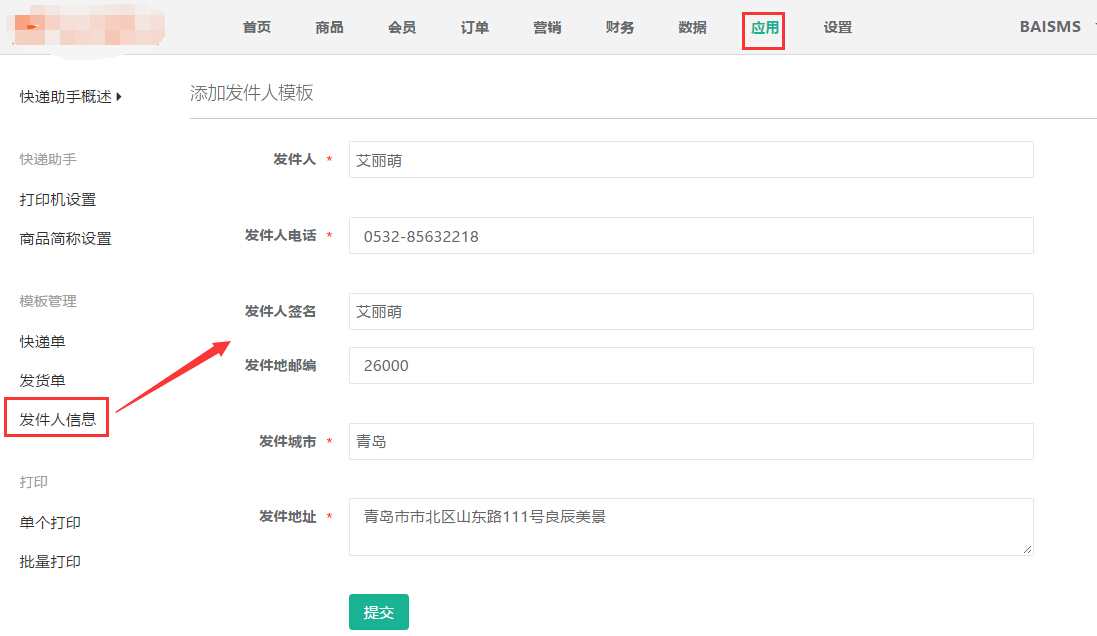 首页 商品 会员 订单 营销 财务 数据 应用 设置 BAISMS
快递助手概述
快递助手
打印机设置
商品简称设置
模板管理
快递单
发货单
发件人信息
打印
单个打印
批量打印
添加发件人模板
发件人 * 艾丽萌
发件人电话 * 0532-85632218
发件人签名 艾丽萌
发件地邮编 26000
发件城市 * 青岛
发件地址 * 青岛市市北区山东路111号良辰美景
提交